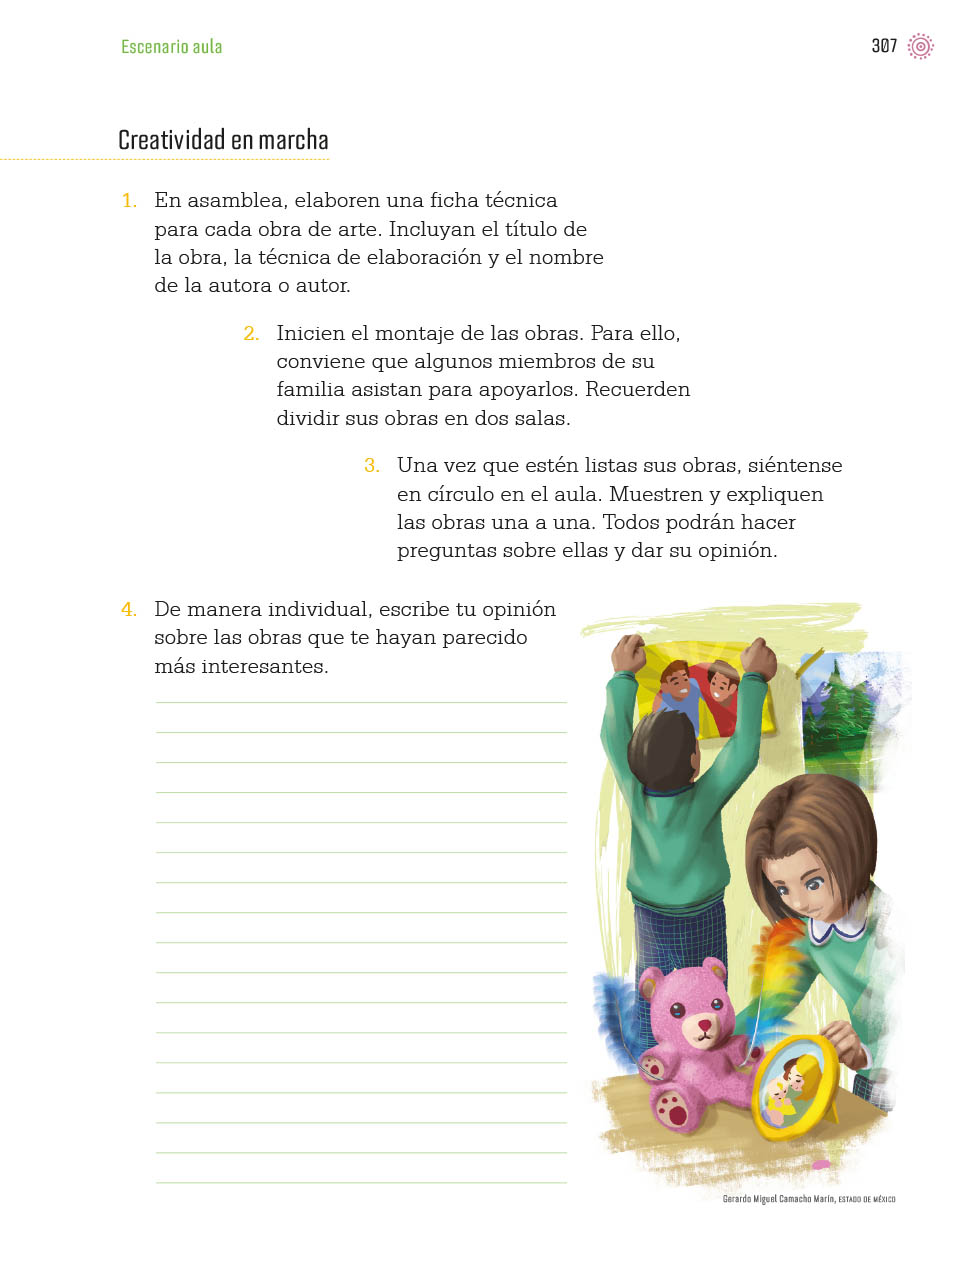 Escenario aula
307
Creatividad en marcha
1. En asamblea, elaboren una ficha técnica
para cada obra de arte. Incluyan el título de
la obra, la técnica de elaboración y el nombre
de la autora o autor.
2. Inicien el montaje de las obras. Para ello,
conviene que algunos miembros de su
familia asistan para apoyarlos. Recuerden
dividir sus obras en dos salas.
3. Una vez que estén listas sus obras, siéntense
en círculo en el aula. Muestren y expliquen
las obras una a una. Todos podrán hacer
preguntas sobre ellas y dar su opinión.
4. De manera individual, escribe tu opinión
sobre las obras que te hayan parecido
más interesantes.
Gerardo Miguel Camacho Marín, ESTADO DE MÉXICO